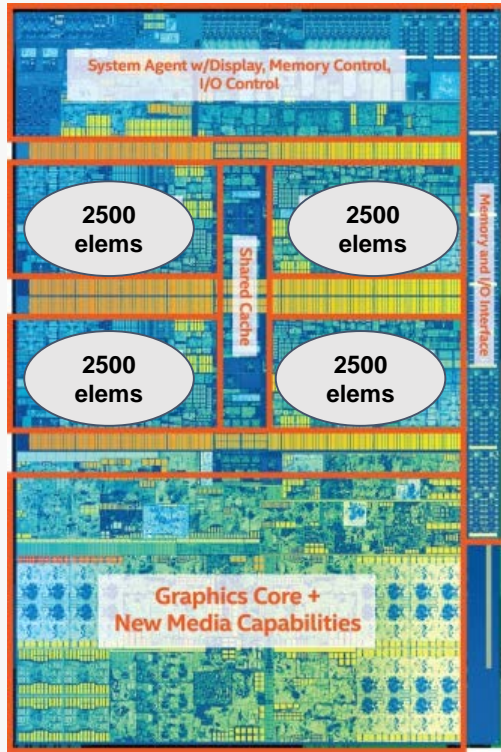 System Agent w/Display, Memory Control,
I/O Control
2500
elems
2500
elems
Shared Cache
Memory and I/O Interface
2500
elems
2500
elems
Graphics Core +
New Media Capabilities